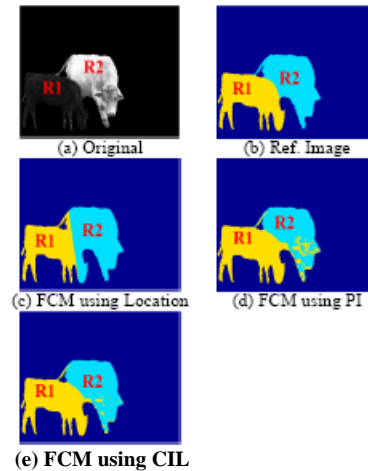 R1 R2
(a) Original
R1 R2
(b) Ref. Image
R1 R2
(c) FCM using Location
R1 R2
(d) FCM using PI
R1 R2
(e) FCM using CIL